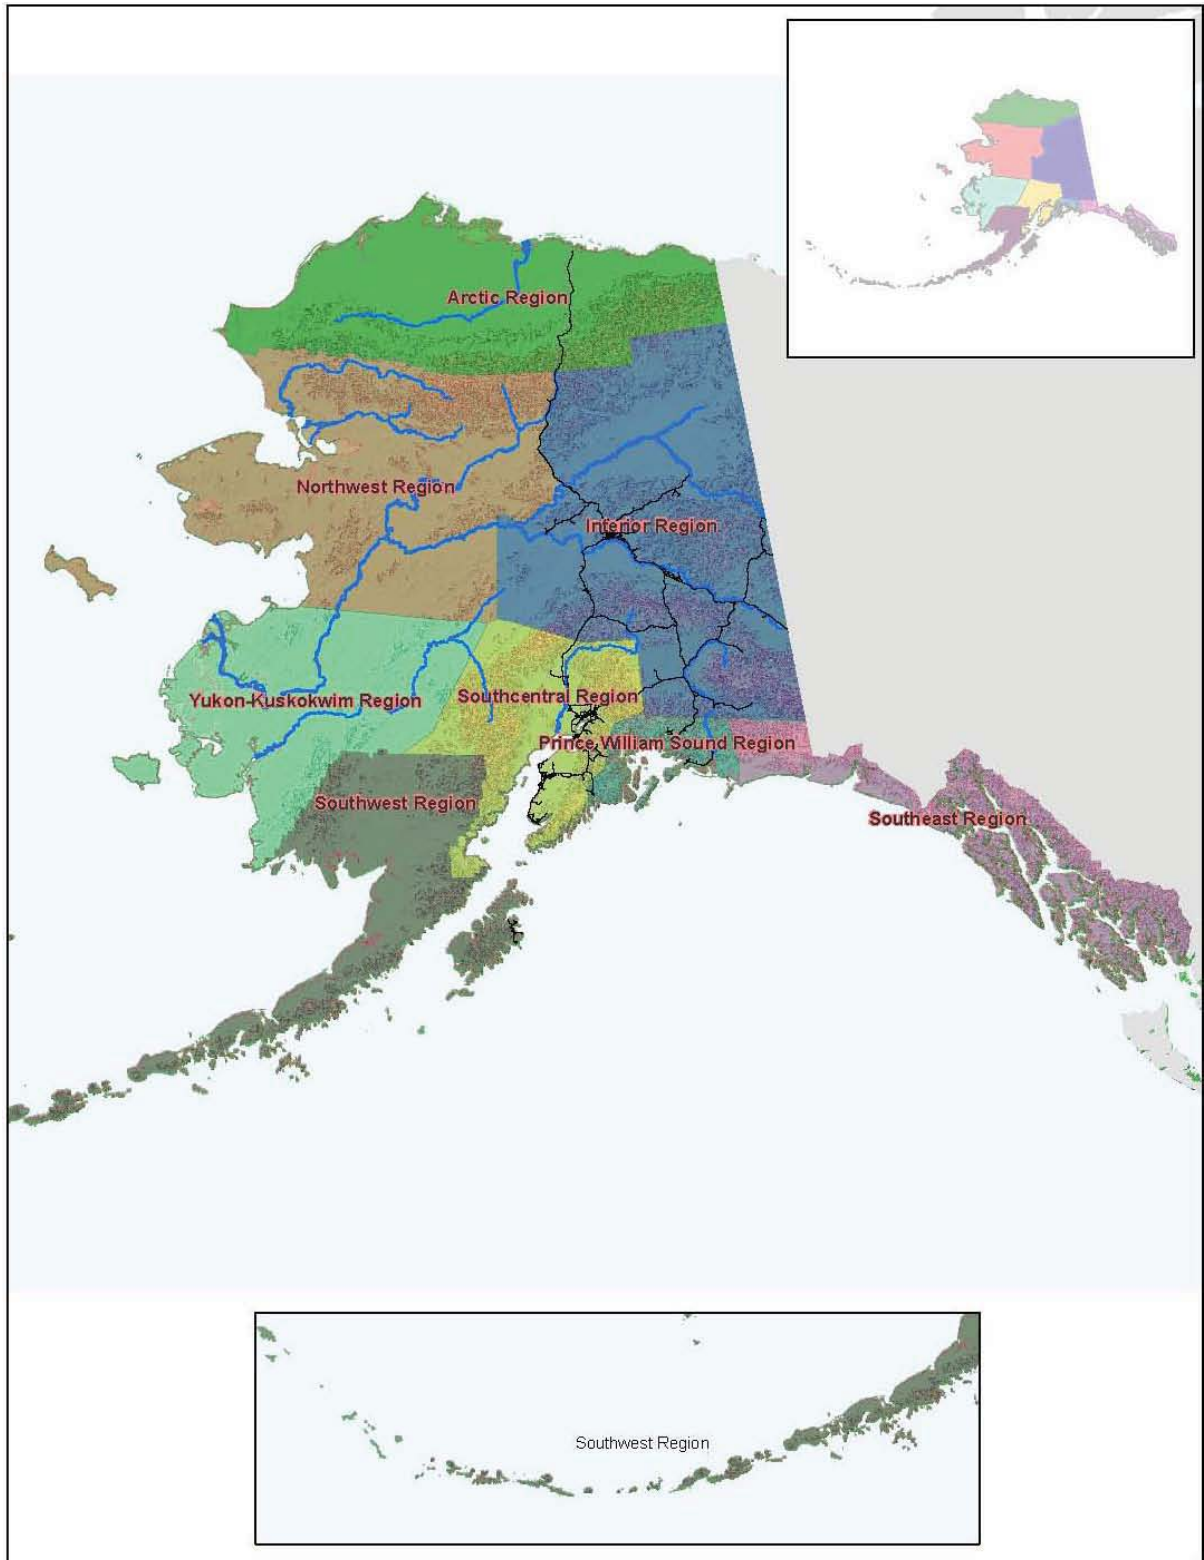 Arctic Region
Northwest Region
Interior Region
Yukon-Kuskokwim Region
Southcentral Region
Prince William Sound Region
Southwest Region
Southeast Region
Southwest Region